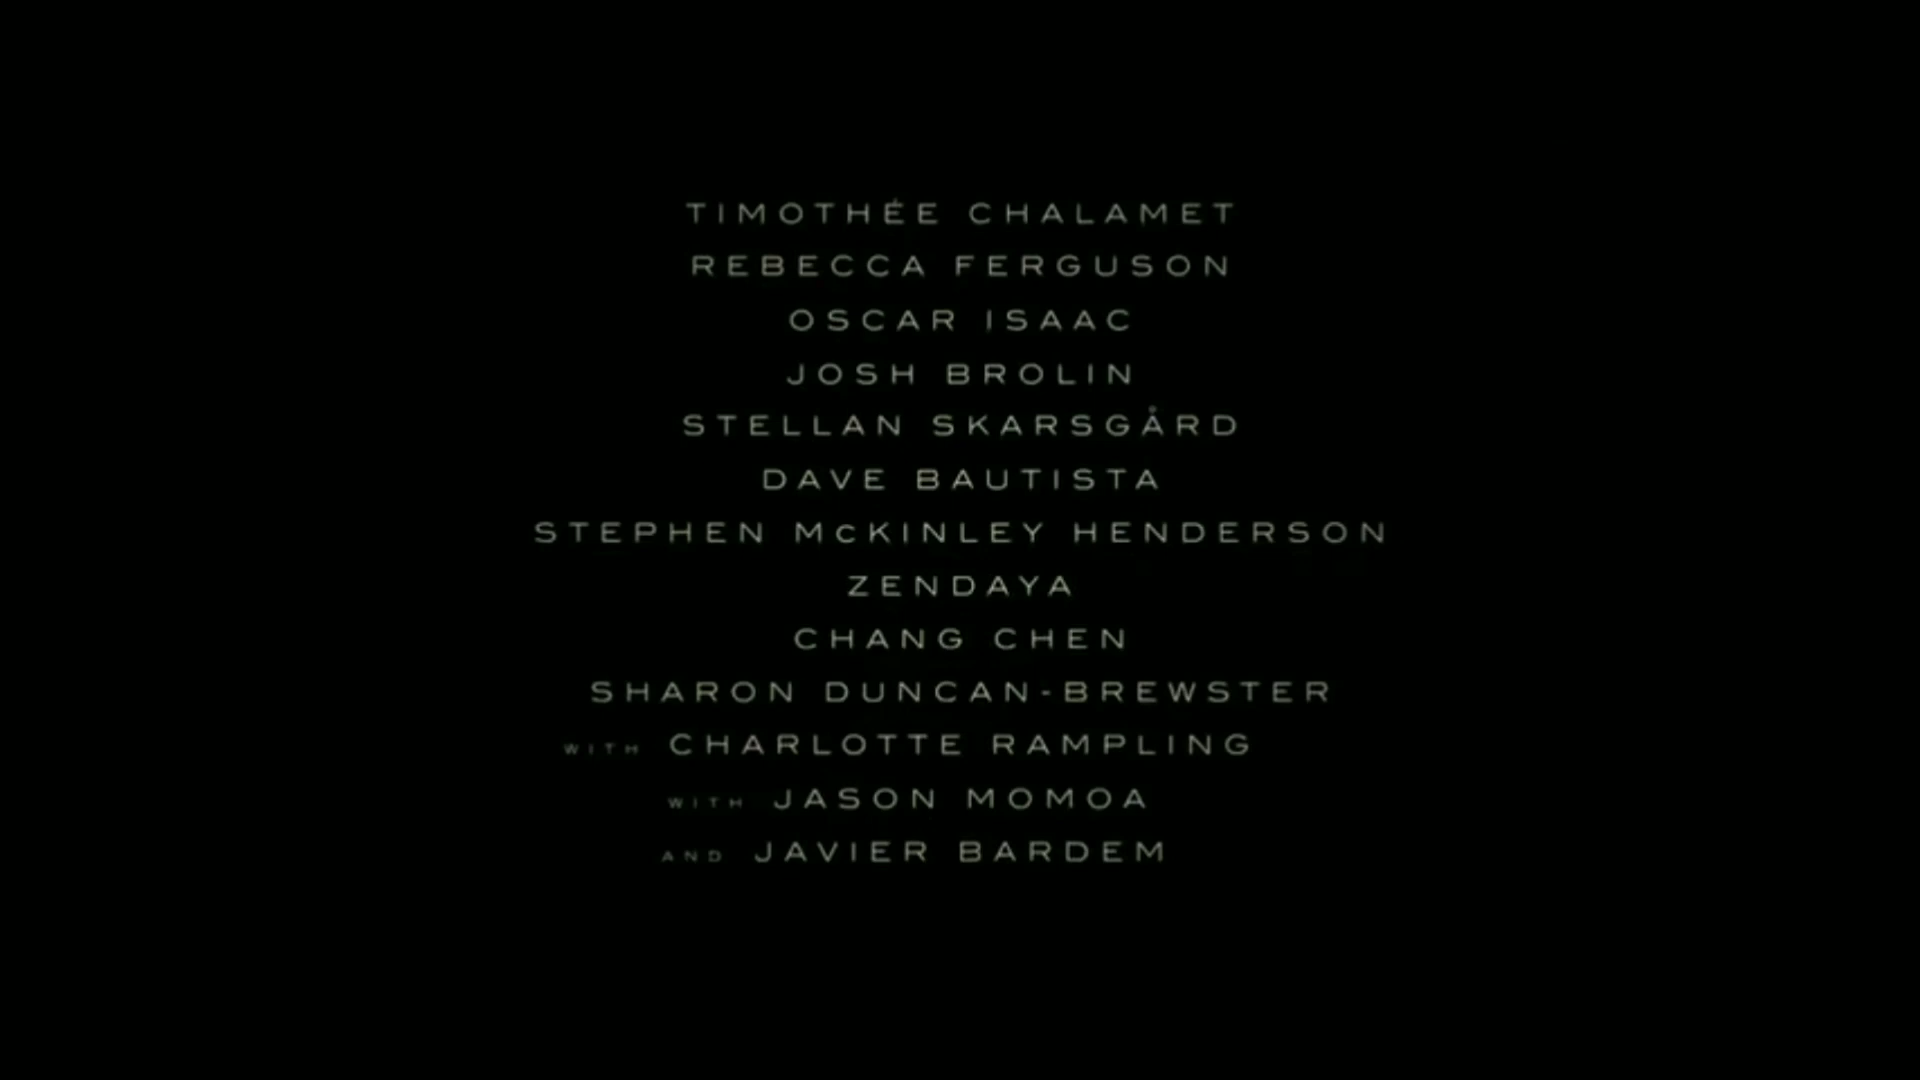 TIMOTHÉE CHALAMET
REBECCA FERGUSON
OSCAR ISAAC
JOSH BROLIN
STELLAN SKARSGÅRD
DAVE BAUTISTA
STEPHEN McKINLEY HENDERSON
ZENDAYA
CHANG CHEN
SHARON DUNCAN-BREWSTER
WITH CHARLOTTE RAMPLING
WITH JASON MOMOA
AND JAVIER BARDEM